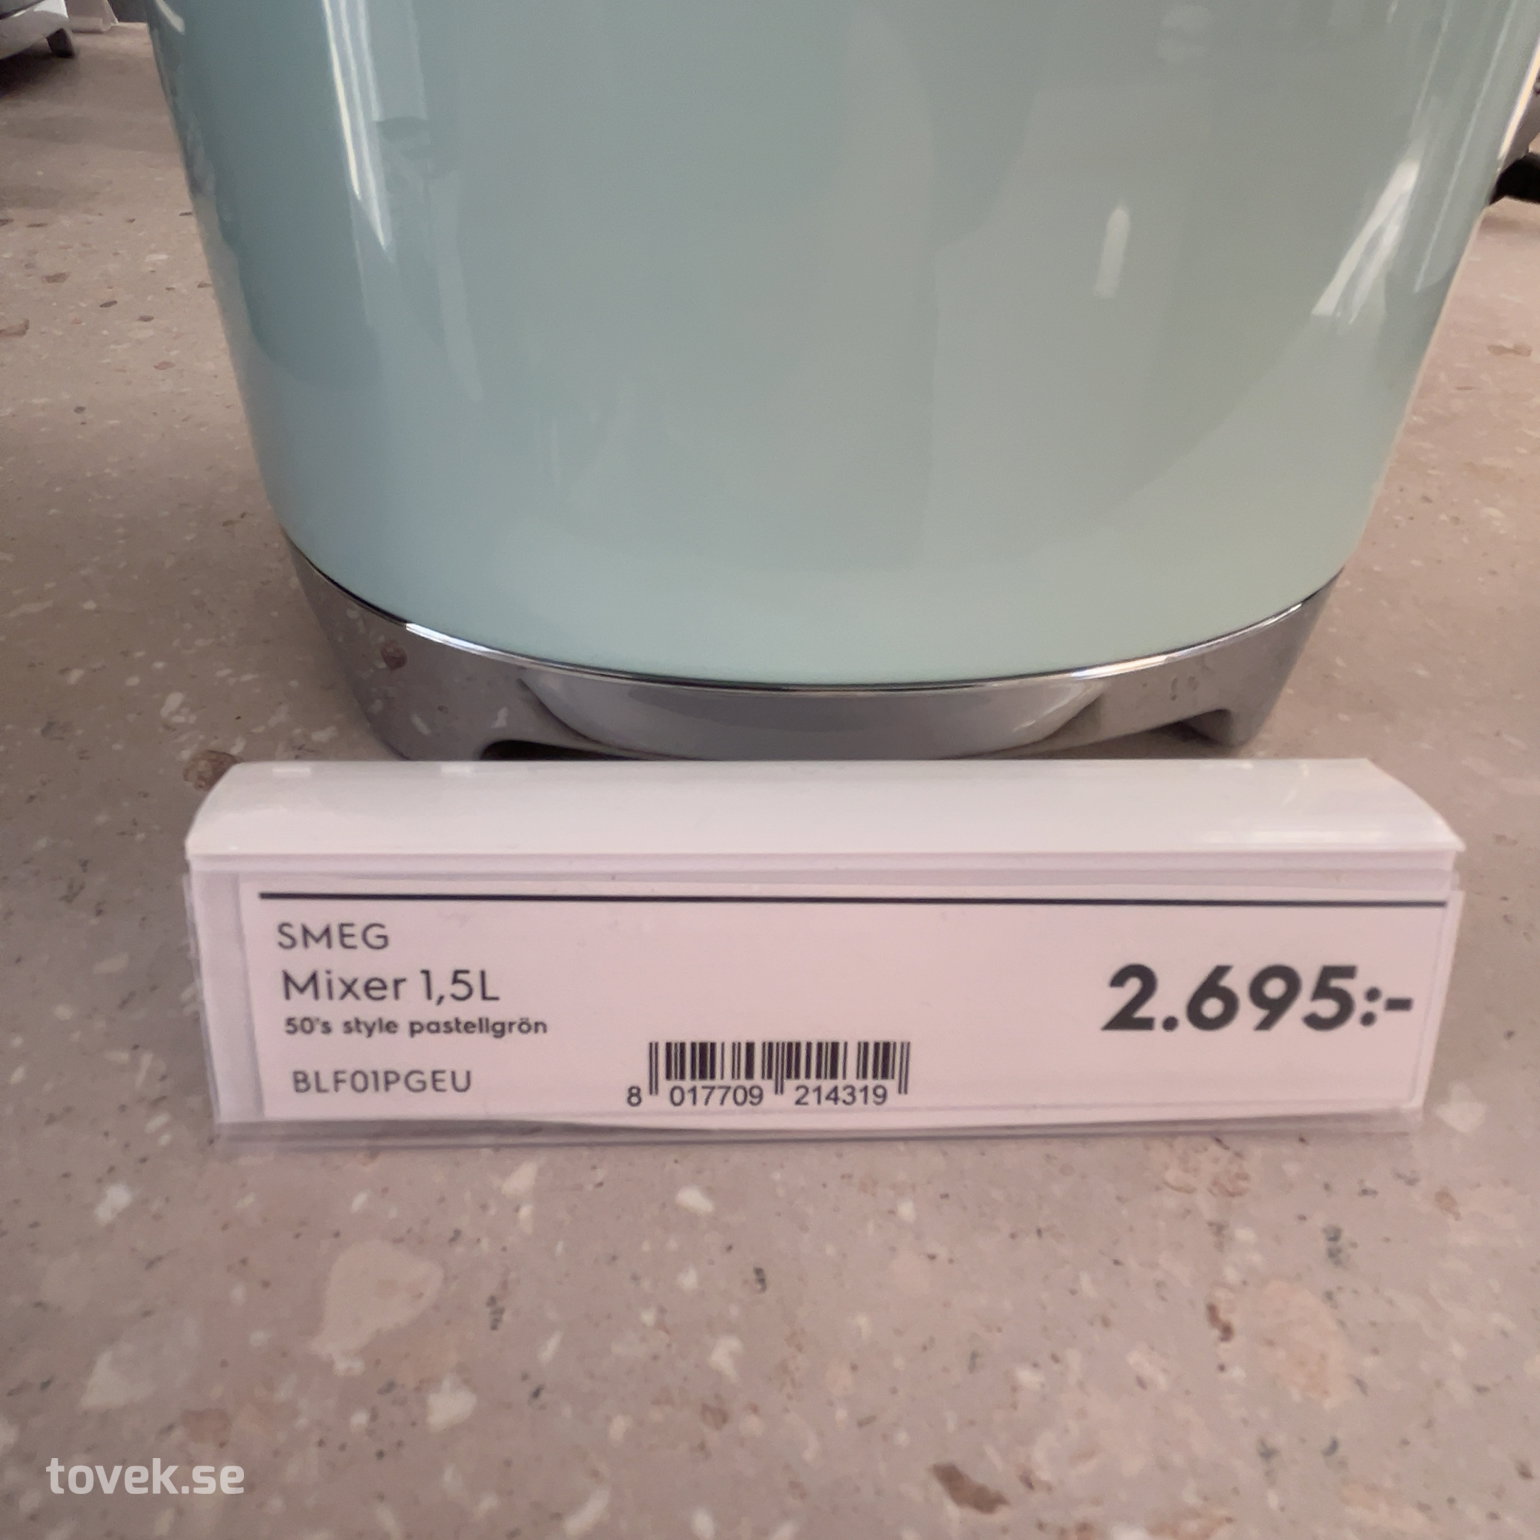 SMEG
Mixer 1,5L
50's style pastellgrön
BLF01PGEU
8 017709 214319
2.695:-
tovek.se